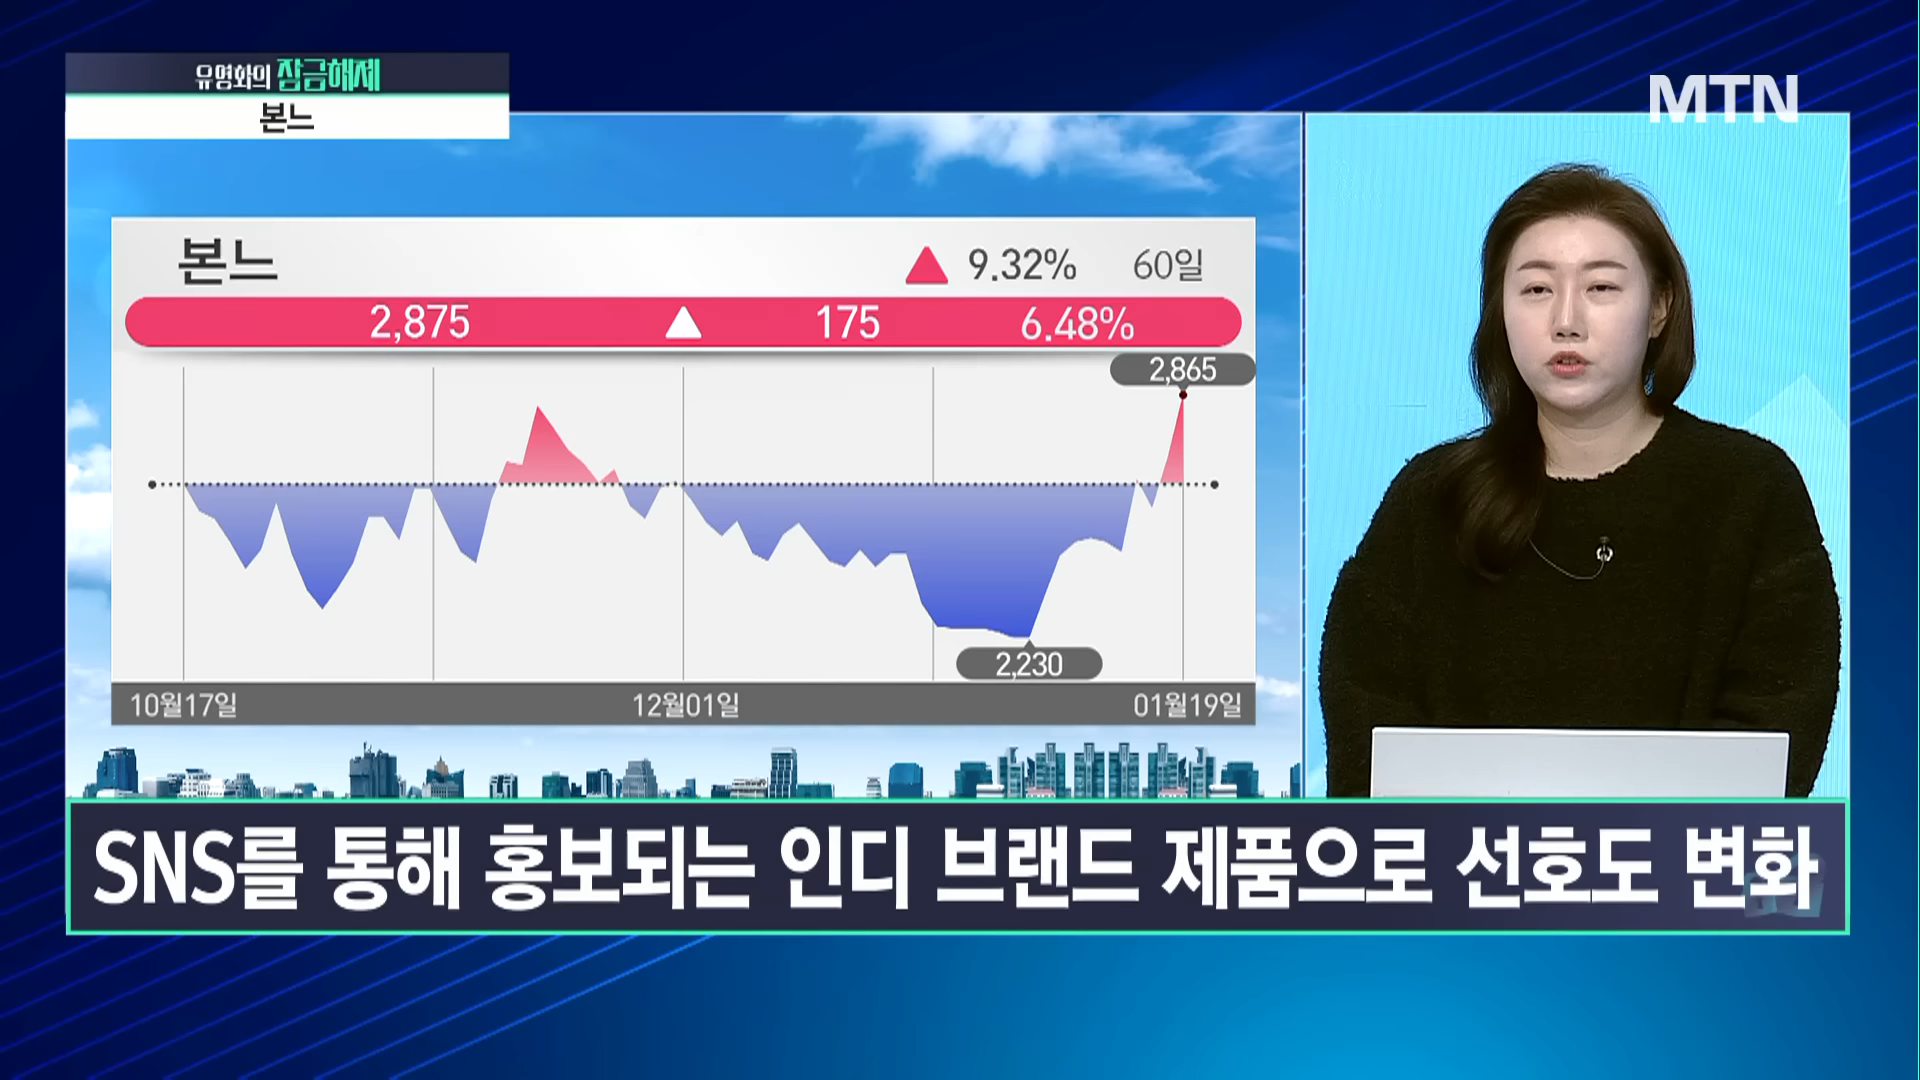 유영화의 잠금해제
본느
MTN
본느
▲ 9.32% 60일
2,875 ▲ 175 6.48%
2,865
2,230
10월17일 12월01일 01월19일
SNS를 통해 홍보되는 인디 브랜드 제품으로 선호도 변화